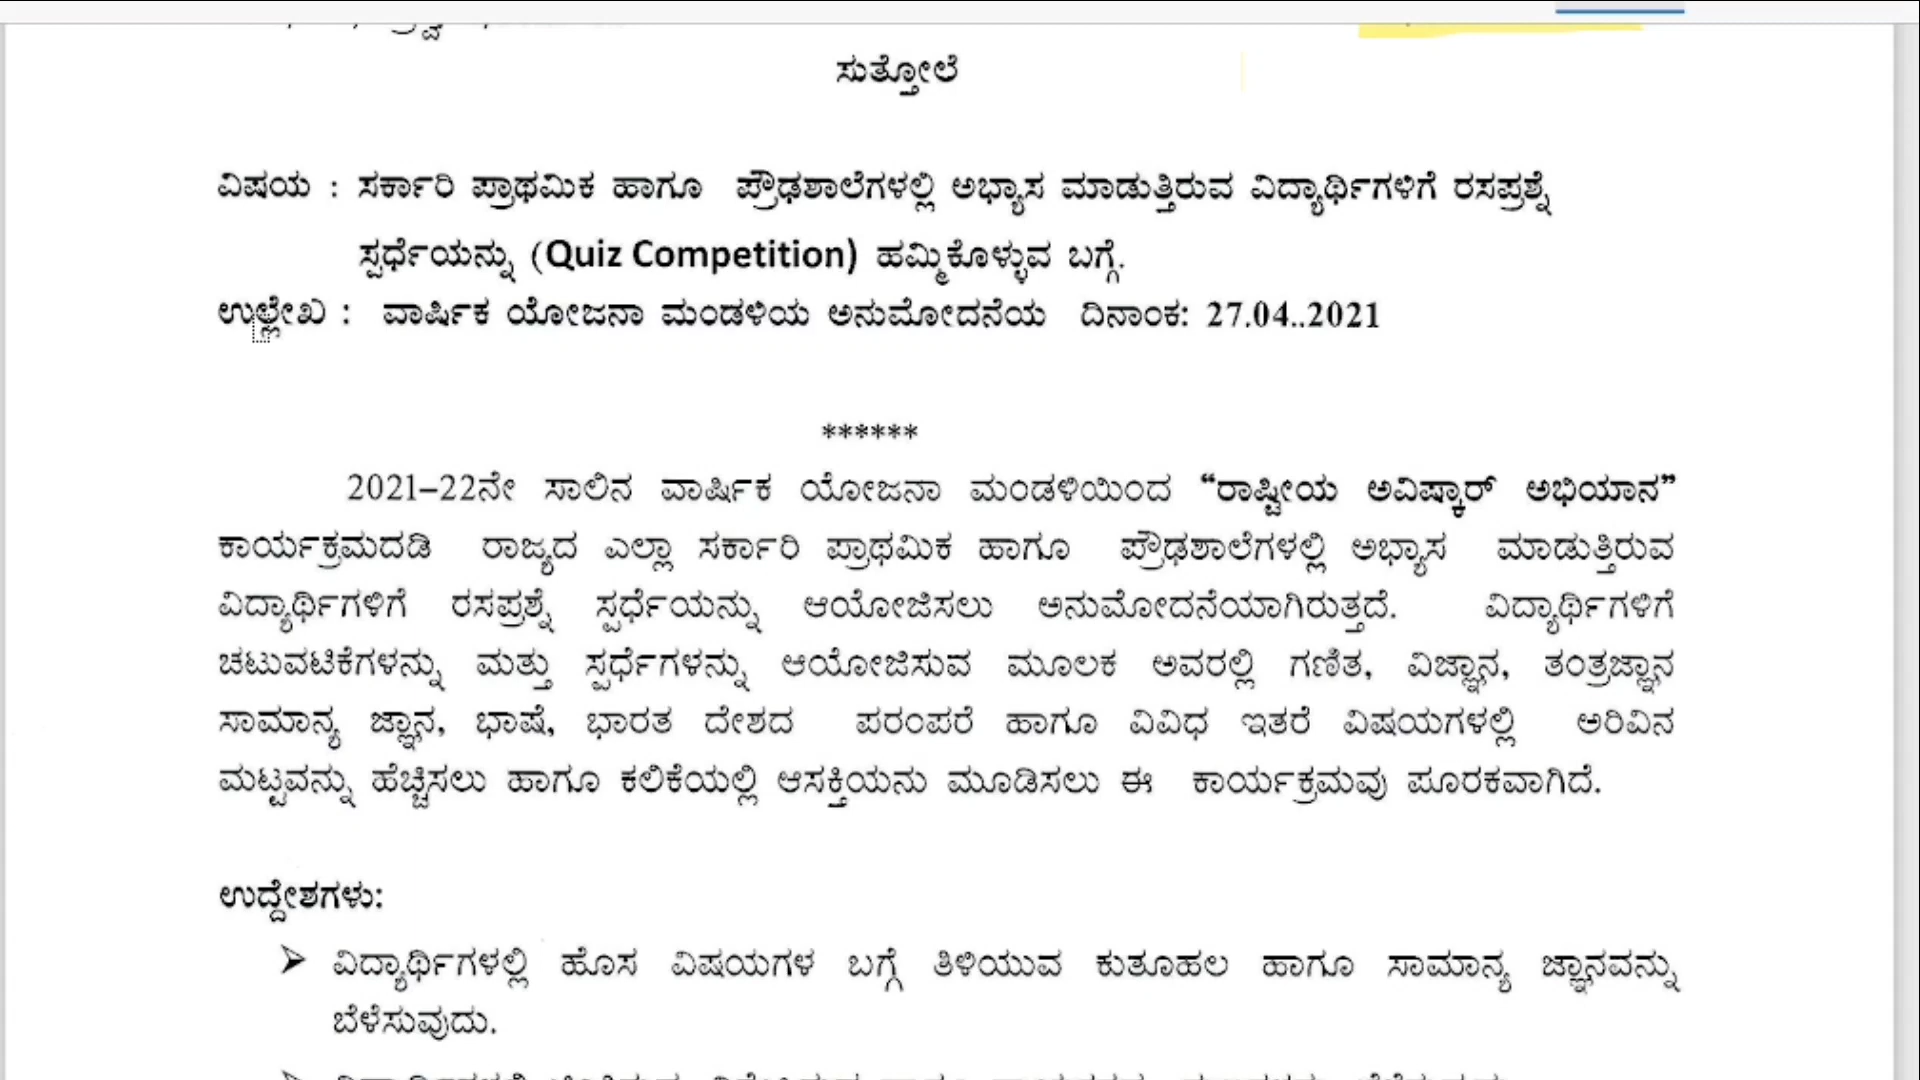 ಸುತ್ತೋಲೆ
ವಿಷಯ : ಸರ್ಕಾರಿ ಪ್ರಾಥಮಿಕ ಹಾಗೂ ಪ್ರೌಢಶಾಲೆಗಳಲ್ಲಿ ಅಭ್ಯಾಸ ಮಾಡುತ್ತಿರುವ ವಿದ್ಯಾರ್ಥಿಗಳಿಗೆ ರಸಪ್ರಶ್ನೆ
ಸ್ಪರ್ಧೆಯನ್ನು (Quiz Competition) ಹಮ್ಮಿಕೊಳ್ಳುವ ಬಗ್ಗೆ.
ಉಲ್ಲೇಖ : ವಾರ್ಷಿಕ ಯೋಜನಾ ಮಂಡಳಿಯ ಅನುಮೋದನೆಯ ದಿನಾಂಕ: 27.04..2021
******
2021–22ನೇ ಸಾಲಿನ ವಾರ್ಷಿಕ ಯೋಜನಾ ಮಂಡಳಿಯಿಂದ “ರಾಷ್ಟೀಯ ಅವಿಷ್ಕಾರ್ ಅಭಿಯಾನ”
ಕಾರ್ಯಕ್ರಮದಡಿ ರಾಜ್ಯದ ಎಲ್ಲಾ ಸರ್ಕಾರಿ ಪ್ರಾಥಮಿಕ ಹಾಗೂ ಪ್ರೌಢಶಾಲೆಗಳಲ್ಲಿ ಅಭ್ಯಾಸ ಮಾಡುತ್ತಿರುವ
ವಿದ್ಯಾರ್ಥಿಗಳಿಗೆ ರಸಪ್ರಶ್ನೆ ಸ್ಪರ್ಧೆಯನ್ನು ಆಯೋಜಿಸಲು ಅನುಮೋದನೆಯಾಗಿರುತ್ತದೆ. ವಿದ್ಯಾರ್ಥಿಗಳಿಗೆ
ಚಟುವಟಿಕೆಗಳನ್ನು ಮತ್ತು ಸ್ಪರ್ಧೆಗಳನ್ನು ಆಯೋಜಿಸುವ ಮೂಲಕ ಅವರಲ್ಲಿ ಗಣಿತ, ವಿಜ್ಞಾನ, ತಂತ್ರಜ್ಞಾನ
ಸಾಮಾನ್ಯ ಜ್ಞಾನ, ಭಾಷೆ, ಭಾರತ ದೇಶದ ಪರಂಪರೆ ಹಾಗೂ ವಿವಿಧ ಇತರೆ ವಿಷಯಗಳಲ್ಲಿ ಅರಿವಿನ
ಮಟ್ಟವನ್ನು ಹೆಚ್ಚಿಸಲು ಹಾಗೂ ಕಲಿಕೆಯಲ್ಲಿ ಆಸಕ್ತಿಯನು ಮೂಡಿಸಲು ಈ ಕಾರ್ಯಕ್ರಮವು ಪೂರಕವಾಗಿದೆ.
ಉದ್ದೇಶಗಳು:
➤ ವಿದ್ಯಾರ್ಥಿಗಳಲ್ಲಿ ಹೊಸ ವಿಷಯಗಳ ಬಗ್ಗೆ ತಿಳಿಯುವ ಕುತೂಹಲ ಹಾಗೂ ಸಾಮಾನ್ಯ ಜ್ಞಾನವನ್ನು
ಬೆಳೆಸುವುದು.